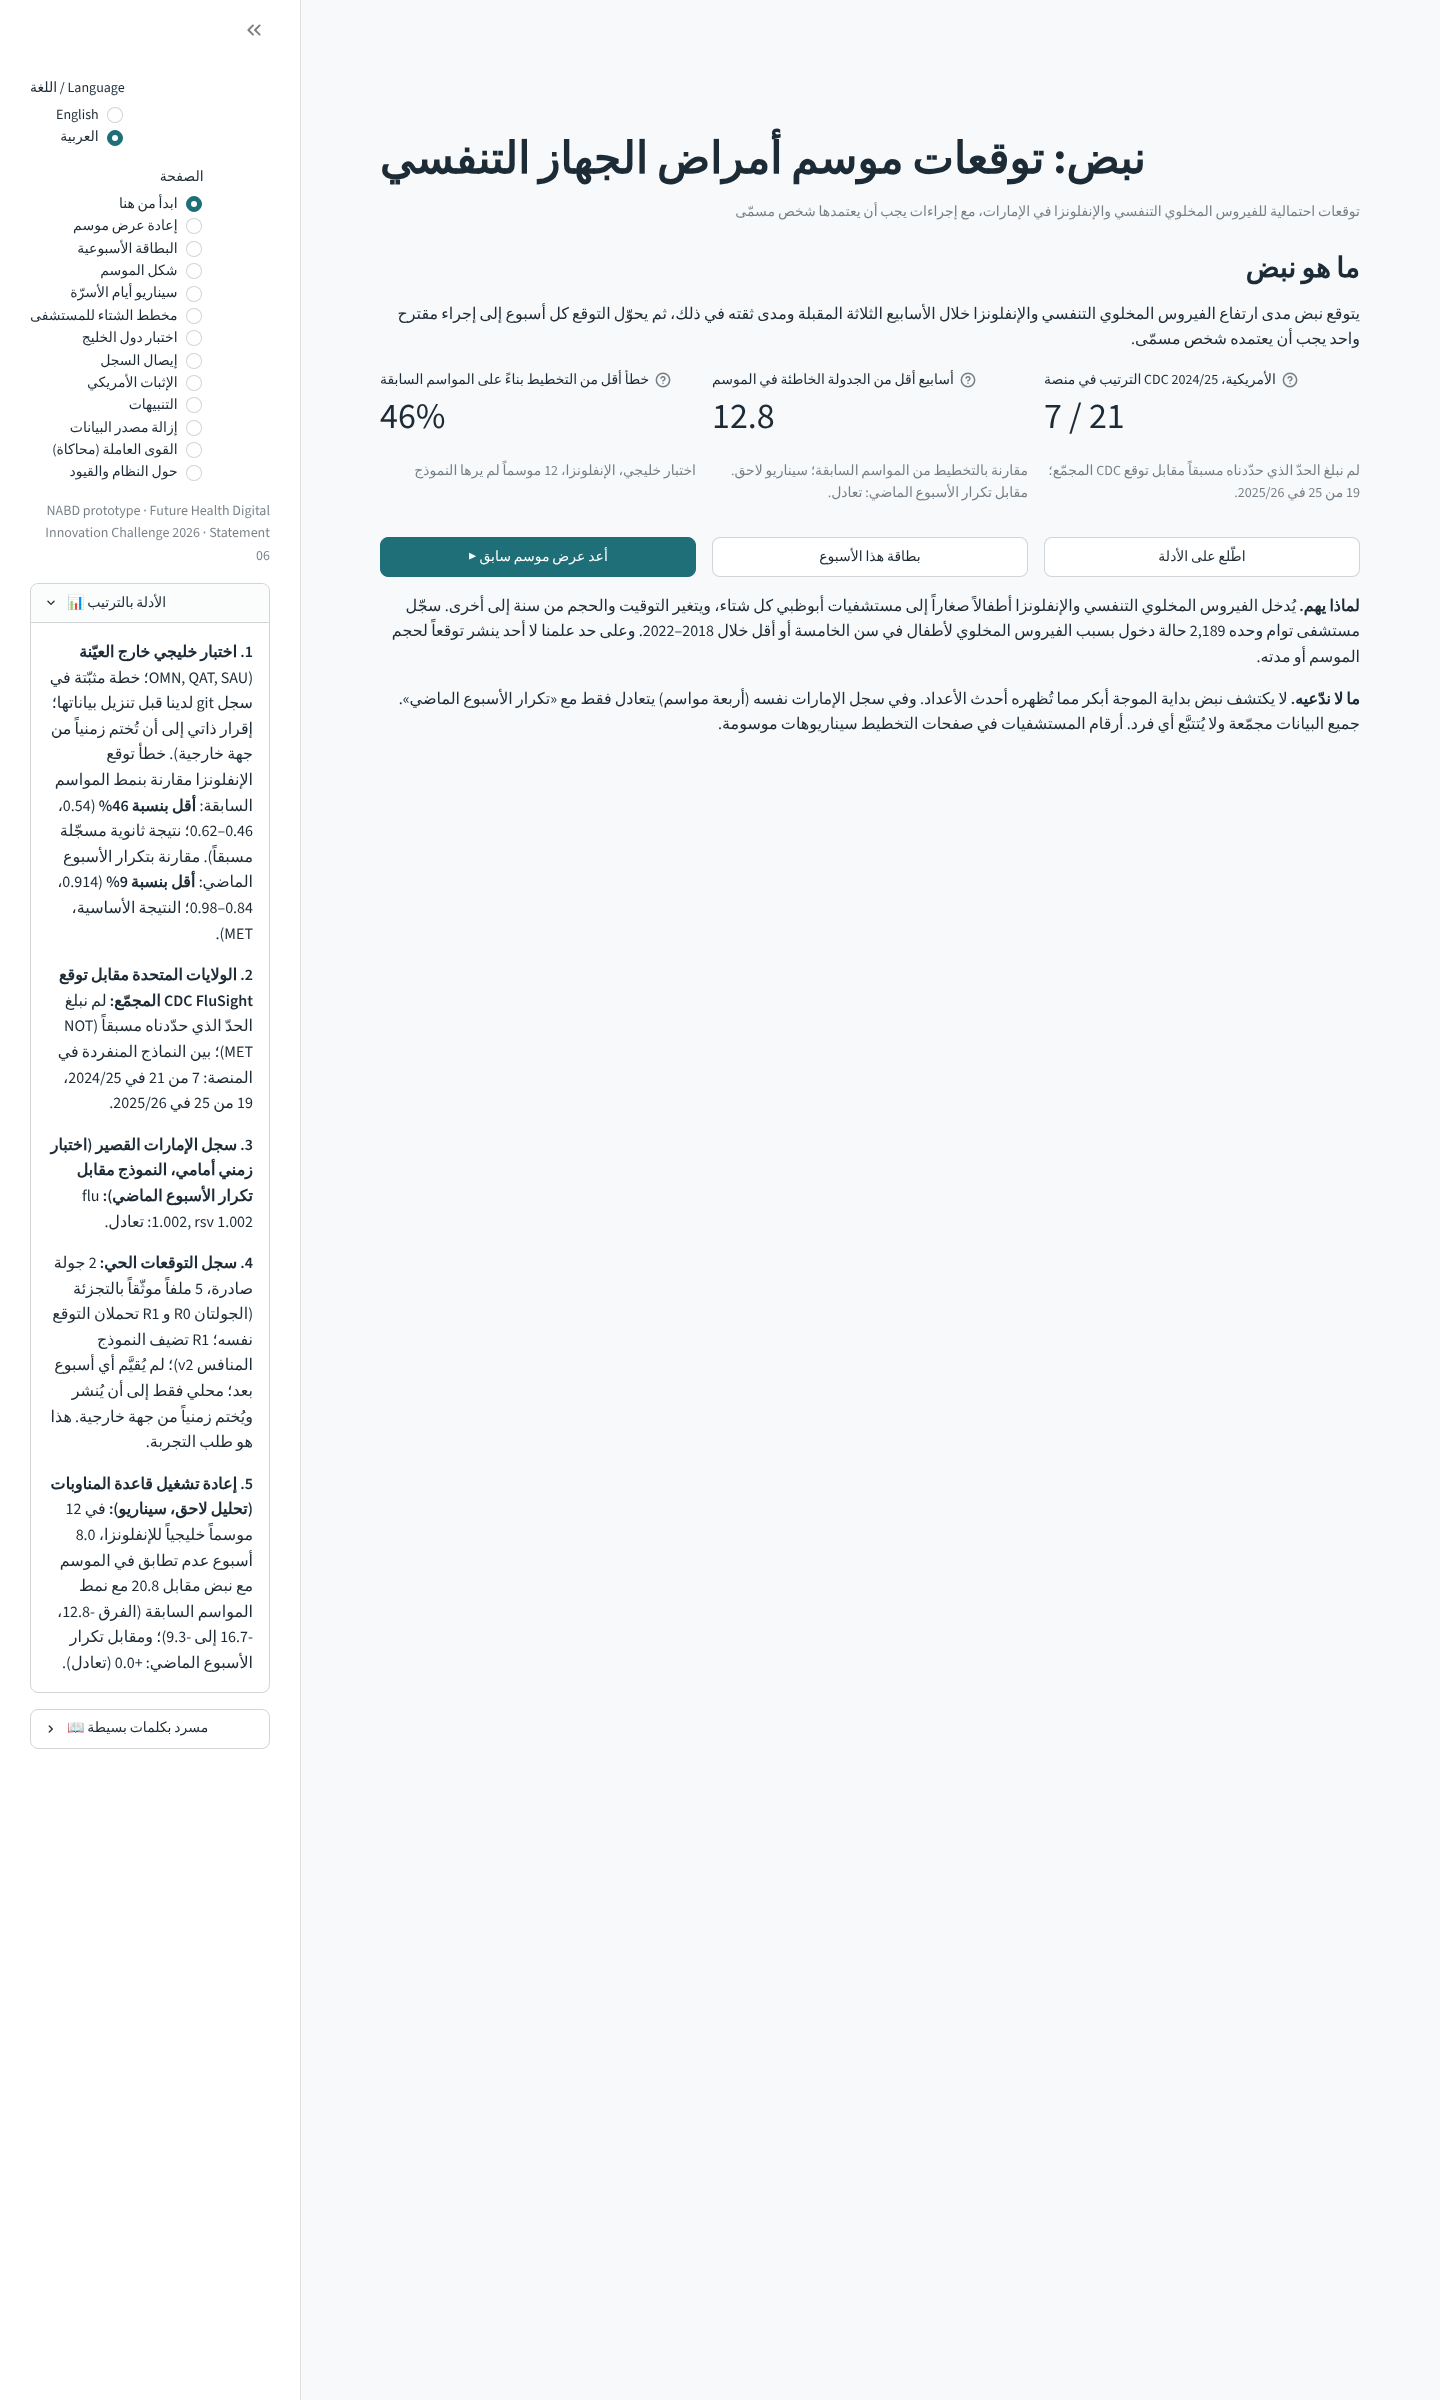 اللغة / Language
English
العربية
الصفحة
ابدأ من هنا
إعادة عرض موسم
البطاقة الأسبوعية
شكل الموسم
سيناريو أيام الأسرّة
مخطط الشتاء للمستشفى
اختبار دول الخليج
إيصال السجل
الإثبات الأمريكي
التنبيهات
إزالة مصدر البيانات
القوى العاملة (محاكاة)
حول النظام والقيود
NABD prototype · Future Health Digital
Innovation Challenge 2026 · Statement
06
الأدلة بالترتيب
1. اختبار خليجي خارج العيّنة
(OMN, QAT, SAU؛ خطة مثبّتة في
سجل git لدينا قبل تنزيل بياناتها؛
إقرار ذاتي إلى أن تُختم زمنياً من
جهة خارجية). خطأ توقع
الإنفلونزا مقارنة بنمط المواسم
السابقة: أقل بنسبة 46% (0.54،
0.46–0.62؛ نتيجة ثانوية مسجّلة
مسبقاً). مقارنة بتكرار الأسبوع
الماضي: أقل بنسبة 9% (0.914،
0.84–0.98؛ النتيجة الأساسية،
MET).
2. الولايات المتحدة مقابل توقع
CDC FluSight المجمّع: لم نبلغ
الحدّ الذي حدّدناه مسبقاً (NOT
MET)؛ بين النماذج المنفردة في
المنصة: 7 من 21 في 2024/25،
19 من 25 في 2025/26.
3. سجل الإمارات القصير (اختبار
زمني أمامي، النموذج مقابل
تكرار الأسبوع الماضي): flu
1.002, rsv 1.002: تعادل.
4. سجل التوقعات الحي: 2 جولة
صادرة، 5 ملفاً موثّقاً بالتجزئة
(الجولتان R0 و R1 تحملان التوقع
نفسه؛ R1 تضيف النموذج
المنافس v2)؛ لم يُقيَّم أي أسبوع
بعد؛ محلي فقط إلى أن يُنشر
ويُختم زمنياً من جهة خارجية. هذا
هو طلب التجربة.
5. إعادة تشغيل قاعدة المناوبات
(تحليل لاحق، سيناريو): في 12
موسماً خليجياً للإنفلونزا، 8.0
أسبوع عدم تطابق في الموسم
مع نبض مقابل 20.8 مع نمط
المواسم السابقة (الفرق -12.8،
-16.7 إلى -9.3)؛ ومقابل تكرار
الأسبوع الماضي: +0.0 (تعادل).
مسرد بكلمات بسيطة
نبض: توقعات موسم أمراض الجهاز التنفسي
توقعات احتمالية للفيروس المخلوي التنفسي والإنفلونزا في الإمارات، مع إجراءات يجب أن يعتمدها شخص مسمّى
ما هو نبض
يتوقع نبض مدى ارتفاع الفيروس المخلوي التنفسي والإنفلونزا خلال الأسابيع الثلاثة المقبلة ومدى ثقته في ذلك، ثم يحوّل التوقع كل أسبوع إلى إجراء مقترح
واحد يجب أن يعتمده شخص مسمّى.
الترتيب في منصة CDC الأمريكية، 2024/25
7 / 21
لم نبلغ الحدّ الذي حدّدناه مسبقاً مقابل توقع CDC المجمّع؛
19 من 25 في 2025/26.
أسابيع أقل من الجدولة الخاطئة في الموسم
12.8
مقارنة بالتخطيط من المواسم السابقة؛ سيناريو لاحق.
مقابل تكرار الأسبوع الماضي: تعادل.
خطأ أقل من التخطيط بناءً على المواسم السابقة
46%
اختبار خليجي، الإنفلونزا، 12 موسماً لم يرها النموذج
اطّلع على الأدلة
بطاقة هذا الأسبوع
أعد عرض موسم سابق
لماذا يهم. يُدخل الفيروس المخلوي التنفسي والإنفلونزا أطفالاً صغاراً إلى مستشفيات أبوظبي كل شتاء، ويتغير التوقيت والحجم من سنة إلى أخرى. سجّل
مستشفى توام وحده 2,189 حالة دخول بسبب الفيروس المخلوي لأطفال في سن الخامسة أو أقل خلال 2018–2022. وعلى حد علمنا لا أحد ينشر توقعاً لحجم
الموسم أو مدته.
ما لا ندّعيه. لا يكتشف نبض بداية الموجة أبكر مما تُظهره أحدث الأعداد. وفي سجل الإمارات نفسه (أربعة مواسم) يتعادل فقط مع «تكرار الأسبوع الماضي».
جميع البيانات مجمّعة ولا يُتتبَّع أي فرد. أرقام المستشفيات في صفحات التخطيط سيناريوهات موسومة.